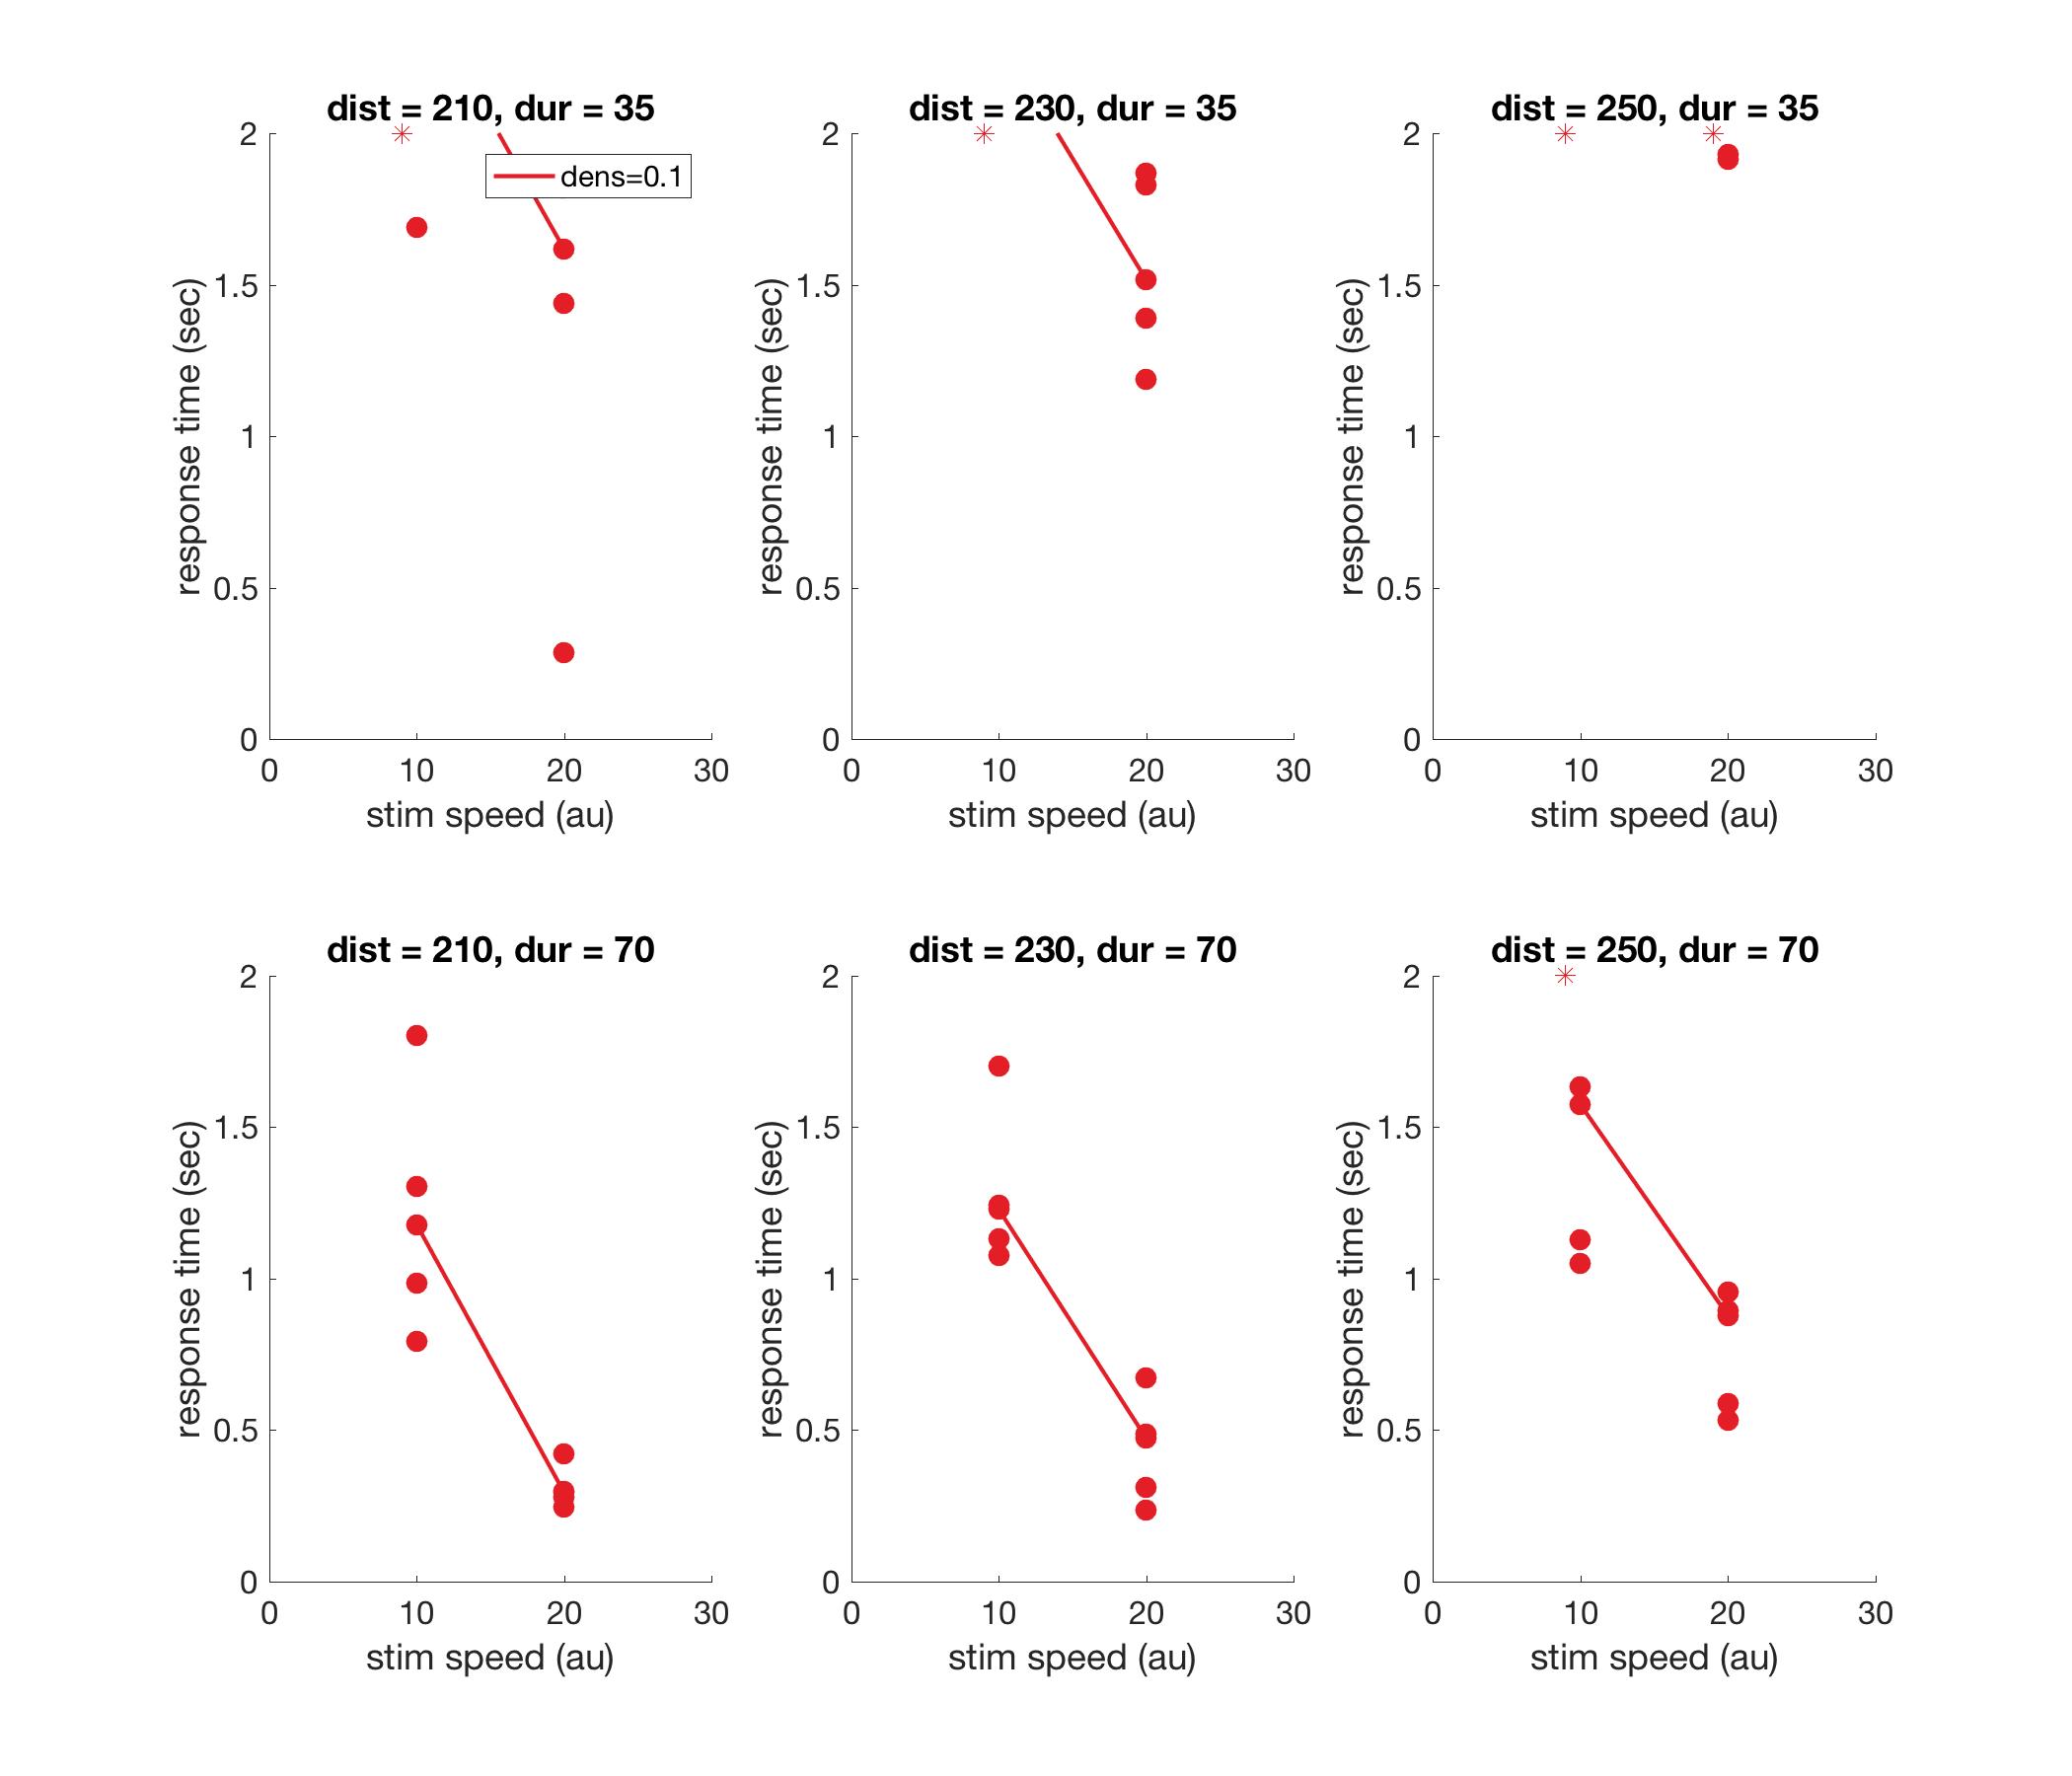 dist = 210, dur = 35
dens=0.1
2
1.5
1
0.5
0
0 10 20 30
response time (sec)
stim speed (au)
dist = 230, dur = 35
2
1.5
1
0.5
0
0 10 20 30
response time (sec)
stim speed (au)
dist = 250, dur = 35
2
1.5
1
0.5
0
0 10 20 30
response time (sec)
stim speed (au)
dist = 210, dur = 70
2
1.5
1
0.5
0
0 10 20 30
response time (sec)
stim speed (au)
dist = 230, dur = 70
2
1.5
1
0.5
0
0 10 20 30
response time (sec)
stim speed (au)
dist = 250, dur = 70
2
1.5
1
0.5
0
0 10 20 30
response time (sec)
stim speed (au)